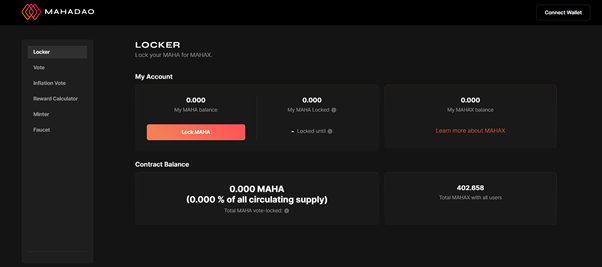 MAHADAO
Connect Wallet
Locker
Vote
Inflation Vote
Reward Calculator
Minter
Faucet
LOCKER
Lock your MAHA for MAHAX.
My Account
0.000
My MAHA balance
Lock MAHA
0.000
My MAHA Locked
- Locked until
0.000
My MAHAX balance
Learn more about MAHAX
Contract Balance
0.000 MAHA
(0.000 % of all circulating supply)
Total MAHA vote-locked:
402.658
Total MAHAX with all users